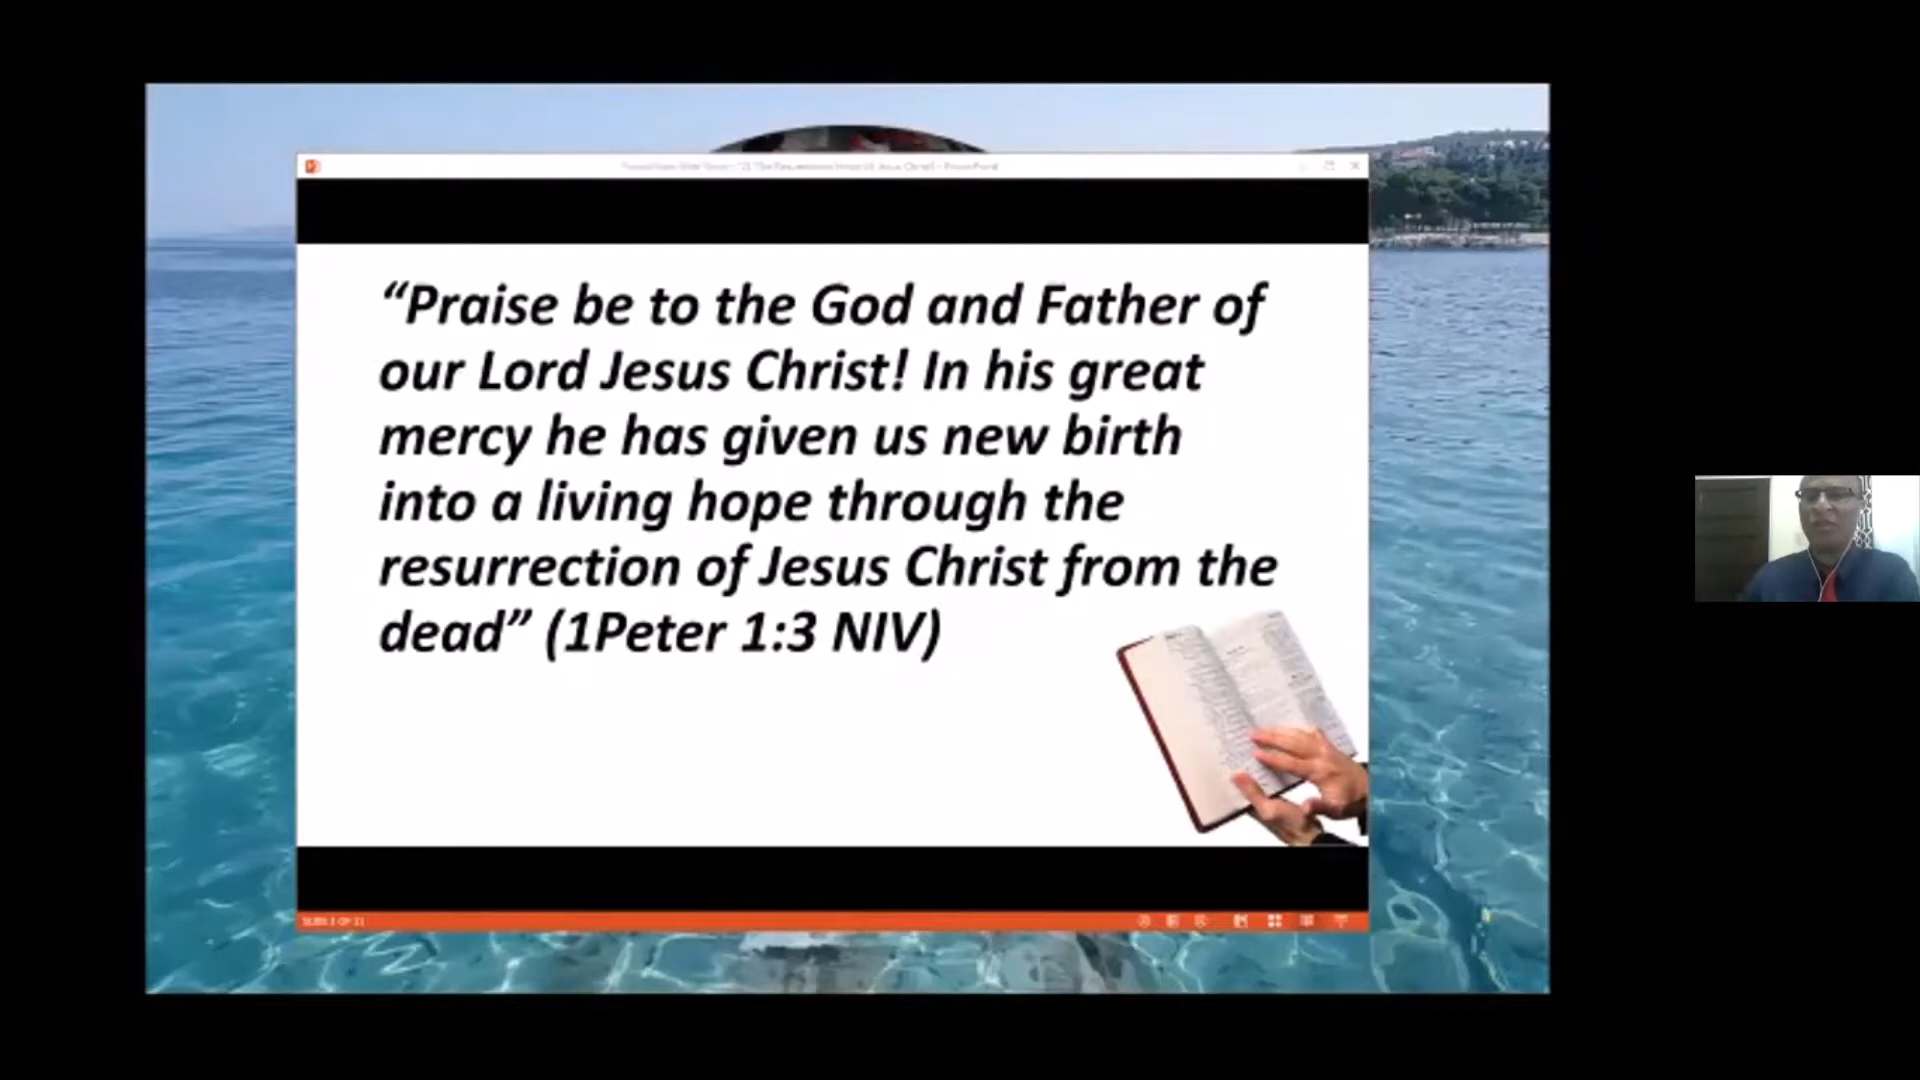 “Praise be to the God and Father of
our Lord Jesus Christ! In his great
mercy he has given us new birth
into a living hope through the
resurrection of Jesus Christ from the
dead” (1Peter 1:3 NIV)